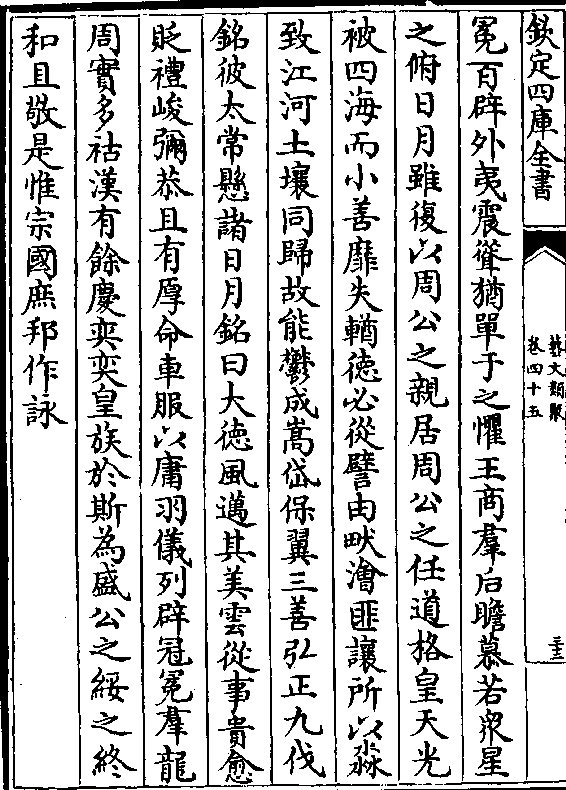 欽定四庫全書
藝文類聚
卷四十五
三十二
冕百辟外夷震聳猶單于之懼王商羣后瞻慕若衆星
之俯日月雖復以周公之親居周公之任道格皇天光
被四海而小善靡失輶徳必從譬由畎澮匪讓所以淼
致江河土壤同歸故能鬱成嵩岱保翼三善弘正九伐
銘彼太常懸諸日月銘曰大徳風邁其美雲從事貴愈
貶禮峻彌恭且有厚命車服以庸羽儀列辟冠冕羣龍
周實多祜漢有餘慶奕奕皇族於斯為盛公之綏之終
和且敬是惟宗國庶邦作詠